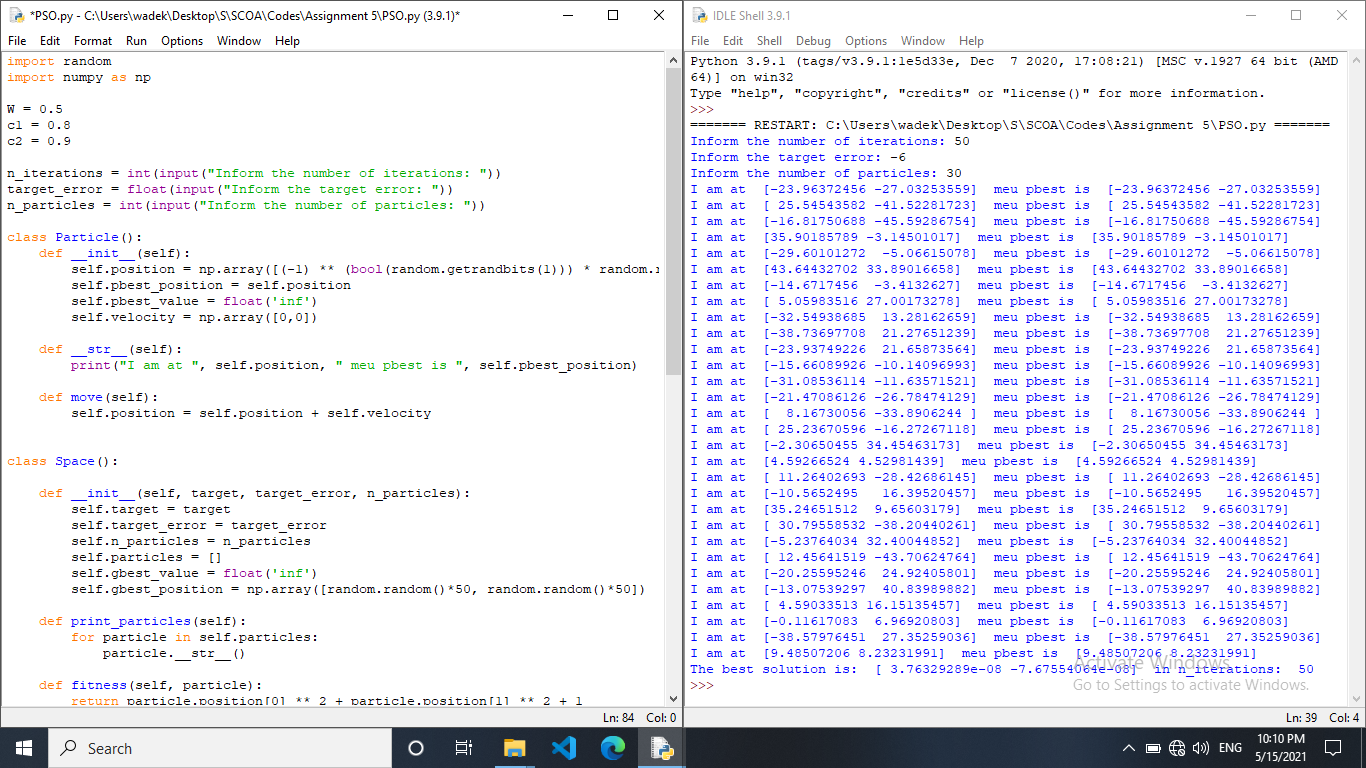 *PSO.py - C:\Users\wadek\Desktop\S\SCOA\Codes\Assignment 5\PSO.py (3.9.1)*
File Edit Format Run Options Window Help
import random
import numpy as np
W = 0.5
c1 = 0.8
c2 = 0.9
n_iterations = int(input("Inform the number of iterations: "))
target_error = float(input("Inform the target error: "))
n_particles = int(input("Inform the number of particles: "))
class Particle():
def __init__(self):
self.position = np.array([(-1) ** (bool(random.getrandbits(1))) * random.
self.pbest_position = self.position
self.pbest_value = float('inf')
self.velocity = np.array([0,0])
def __str__(self):
print("I am at ", self.position, " meu pbest is ", self.pbest_position)
def move(self):
self.position = self.position + self.velocity
class Space():
def __init__(self, target, target_error, n_particles):
self.target = target
self.target_error = target_error
self.n_particles = n_particles
self.particles = []
self.gbest_value = float('inf')
self.gbest_position = np.array([random.random()*50, random.random()*50])
def print_particles(self):
for particle in self.particles:
particle.__str__()
def fitness(self, particle):
return particle.position[0] ** 2 + particle.position[1] ** 2 + 1
Ln: 84 Col: 0
IDLE Shell 3.9.1
File Edit Shell Debug Options Window Help
Python 3.9.1 (tags/v3.9.1:1e5d33e, Dec  7 2020, 17:08:21) [MSC v.1927 64 bit (AMD
64)] on win32
Type "help", "copyright", "credits" or "license()" for more information.
>>>
======= RESTART: C:\Users\wadek\Desktop\S\SCOA\Codes\Assignment 5\PSO.py =======
Inform the number of iterations: 50
Inform the target error: -6
Inform the number of particles: 30
I am at  [-23.96372456 -27.03253559]  meu pbest is  [-23.96372456 -27.03253559]
I am at  [ 25.54543582 -41.52281723]  meu pbest is  [ 25.54543582 -41.52281723]
I am at  [-16.81750688 -45.59286754]  meu pbest is  [-16.81750688 -45.59286754]
I am at  [35.90185789 -3.14501017]  meu pbest is  [35.90185789 -3.14501017]
I am at  [-29.60101272  -5.06615078]  meu pbest is  [-29.60101272  -5.06615078]
I am at  [43.64432702 33.89016658]  meu pbest is  [43.64432702 33.89016658]
I am at  [-14.6717456  -3.4132627]  meu pbest is  [-14.6717456  -3.4132627]
I am at  [ 5.05983516 27.00173278]  meu pbest is  [ 5.05983516 27.00173278]
I am at  [-32.54938685  13.28162659]  meu pbest is  [-32.54938685  13.28162659]
I am at  [-38.73697708  21.27651239]  meu pbest is  [-38.73697708  21.27651239]
I am at  [-23.93749226  21.65873564]  meu pbest is  [-23.93749226  21.65873564]
I am at  [-15.66089926 -10.14096993]  meu pbest is  [-15.66089926 -10.14096993]
I am at  [-31.08536114 -11.63571521]  meu pbest is  [-31.08536114 -11.63571521]
I am at  [-21.47086126 -26.78474129]  meu pbest is  [-21.47086126 -26.78474129]
I am at  [  8.16730056 -33.8906244 ]  meu pbest is  [  8.16730056 -33.8906244 ]
I am at  [ 25.23670596 -16.27267118]  meu pbest is  [ 25.23670596 -16.27267118]
I am at  [-2.30650455 34.45463173]  meu pbest is  [-2.30650455 34.45463173]
I am at  [4.59266524 4.52981439]  meu pbest is  [4.59266524 4.52981439]
I am at  [ 11.26402693 -28.42686145]  meu pbest is  [ 11.26402693 -28.42686145]
I am at  [-10.5652495   16.39520457]  meu pbest is  [-10.5652495   16.39520457]
I am at  [35.24651512  9.65603179]  meu pbest is  [35.24651512  9.65603179]
I am at  [ 30.79558532 -38.20440261]  meu pbest is  [ 30.79558532 -38.20440261]
I am at  [-5.23764034 32.40044852]  meu pbest is  [-5.23764034 32.40044852]
I am at  [ 12.45641519 -43.70624764]  meu pbest is  [ 12.45641519 -43.70624764]
I am at  [-20.25595246  24.92405801]  meu pbest is  [-20.25595246  24.92405801]
I am at  [-13.07539297  40.83989882]  meu pbest is  [-13.07539297  40.83989882]
I am at  [ 4.59033513 16.15135457]  meu pbest is  [ 4.59033513 16.15135457]
I am at  [-0.11617083  6.96920803]  meu pbest is  [-0.11617083  6.96920803]
I am at  [-38.57976451  27.35259036]  meu pbest is  [-38.57976451  27.35259036]
I am at  [9.48507206 8.23231991]  meu pbest is  [9.48507206 8.23231991]
The best solution is:  [ 3.76329289e-08 -7.67554064e-08]  in n_iterations:  50
>>>
Activate Windows
Go to Settings to activate Windows.
Ln: 39 Col: 4
Search
ENG
10:10 PM
5/15/2021